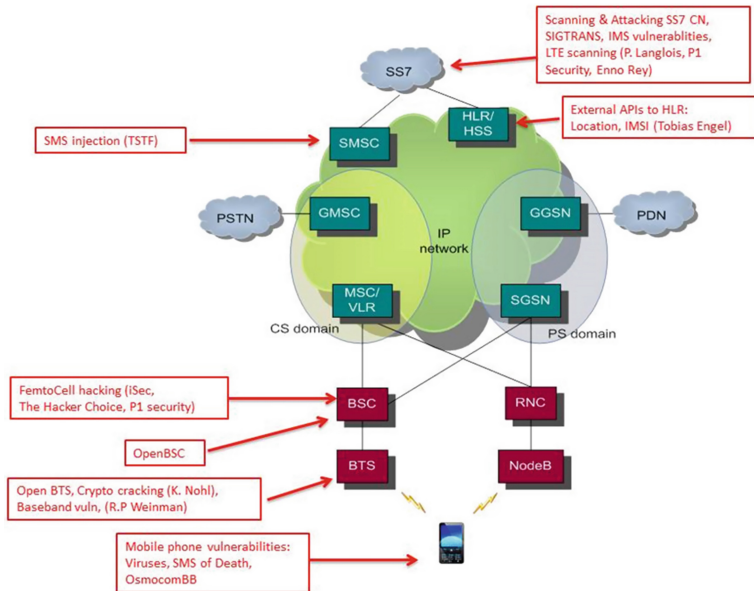 Scanning & Attacking SS7 CN,
SIGTRANS, IMS vulnerablities,
LTE scanning (P. Langlois, P1
Security, Enno Rey)
SS7
External APIs to HLR:
Location, IMSI (Tobias Engel)
HLR/
HSS
SMS injection (TSTF)
SMSC
PSTN
GMSC
IP
network
GGSN
PDN
MSC/
VLR
SGSN
CS domain
PS domain
FemtoCell hacking (iSec,
The Hacker Choice, P1 security)
BSC
RNC
OpenBSC
BTS
NodeB
Open BTS, Crypto cracking (K. Nohl),
Baseband vuln, (R.P Weinman)
Mobile phone vulnerabilities:
Viruses, SMS of Death,
OsmocomBB